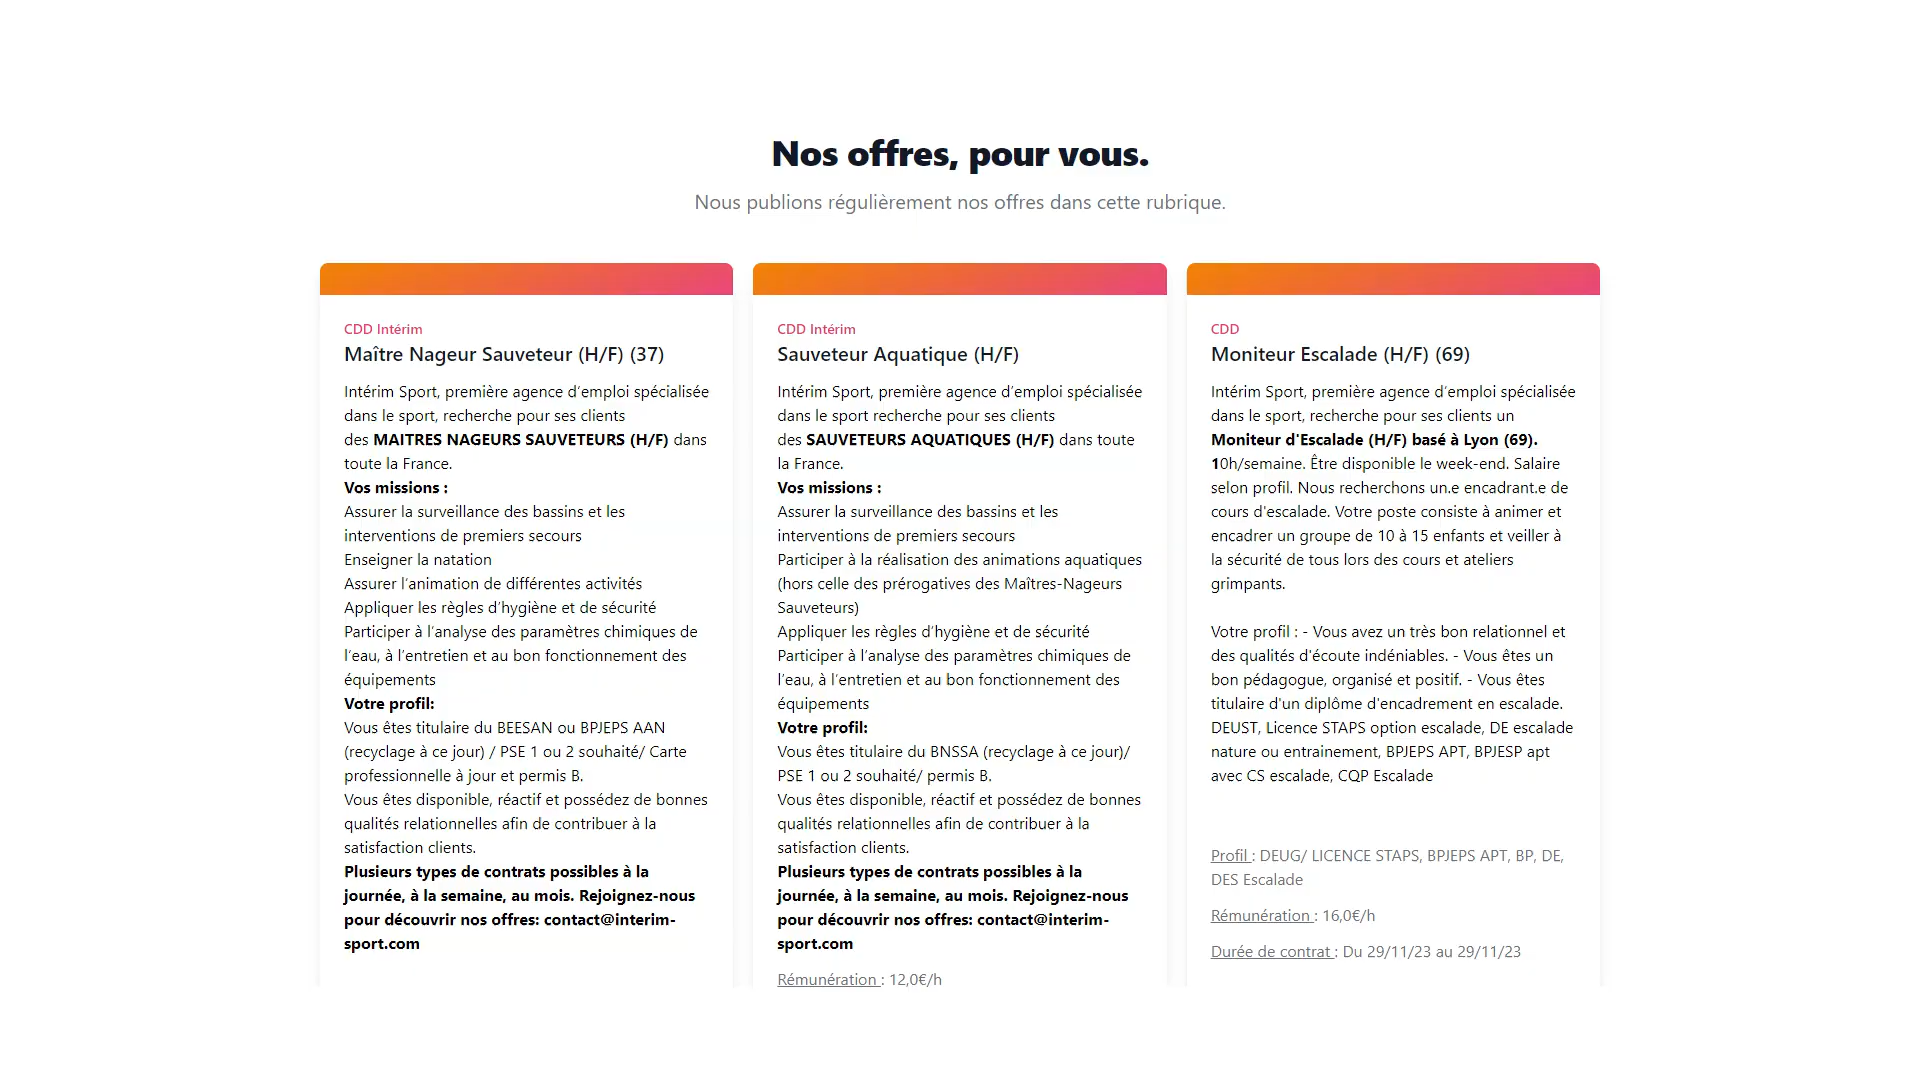 Nos offres, pour vous.
Nous publions régulièrement nos offres dans cette rubrique.
CDD Intérim
Maître Nageur Sauveteur (H/F) (37)
Intérim Sport, première agence d'emploi spécialisée
dans le sport, recherche pour ses clients
des MAITRES NAGEURS SAUVETEURS (H/F) dans
toute la France.
Vos missions :
Assurer la surveillance des bassins et les
interventions de premiers secours
Enseigner la natation
Assurer l'animation de différentes activités
Appliquer les règles d'hygiène et de sécurité
Participer à l'analyse des paramètres chimiques de
l'eau, à l'entretien et au bon fonctionnement des
équipements
Votre profil:
Vous êtes titulaire du BEESAN ou BPJEPS AAN
(recyclage à ce jour) / PSE 1 ou 2 souhaité/ Carte
professionnelle à jour et permis B.
Vous êtes disponible, réactif et possédez de bonnes
qualités relationnelles afin de contribuer à la
satisfaction clients.
Plusieurs types de contrats possibles à la
journée, à la semaine, au mois. Rejoignez-nous
pour découvrir nos offres: contact@interim-
sport.com
CDD Intérim
Sauveteur Aquatique (H/F)
Intérim Sport, première agence d'emploi spécialisée
dans le sport recherche pour ses clients
des SAUVETEURS AQUATIQUES (H/F) dans toute
la France.
Vos missions :
Assurer la surveillance des bassins et les
interventions de premiers secours
Participer à la réalisation des animations aquatiques
(hors celle des prérogatives des Maîtres-Nageurs
Sauveteurs)
Appliquer les règles d'hygiène et de sécurité
Participer à l'analyse des paramètres chimiques de
l'eau, à l'entretien et au bon fonctionnement des
équipements
Votre profil:
Vous êtes titulaire du BNSSA (recyclage à ce jour)/
PSE 1 ou 2 souhaité/ permis B.
Vous êtes disponible, réactif et possédez de bonnes
qualités relationnelles afin de contribuer à la
satisfaction clients.
Plusieurs types de contrats possibles à la
journée, à la semaine, au mois. Rejoignez-nous
pour découvrir nos offres: contact@interim-
sport.com
Rémunération : 12,0€/h
CDD
Moniteur Escalade (H/F) (69)
Intérim Sport, première agence d'emploi spécialisée
dans le sport, recherche pour ses clients un
Moniteur d'Escalade (H/F) basé à Lyon (69).
10h/semaine. Être disponible le week-end. Salaire
selon profil. Nous recherchons un.e encadrant.e de
cours d'escalade. Votre poste consiste à animer et
encadrer un groupe de 10 à 15 enfants et veiller à
la sécurité de tous lors des cours et ateliers
grimpants.
Votre profil : - Vous avez un très bon relationnel et
des qualités d'écoute indéniables. - Vous êtes un
bon pédagogue, organisé et positif. - Vous êtes
titulaire d'un diplôme d'encadrement en escalade.
DEUST, Licence STAPS option escalade, DE escalade
nature ou entrainement, BPJEPS APT, BPJESP apt
avec CS escalade, CQP Escalade
Profil : DEUG/ LICENCE STAPS, BPJEPS APT, BP, DE,
DES Escalade
Rémunération : 16,0€/h
Durée de contrat : Du 29/11/23 au 29/11/23